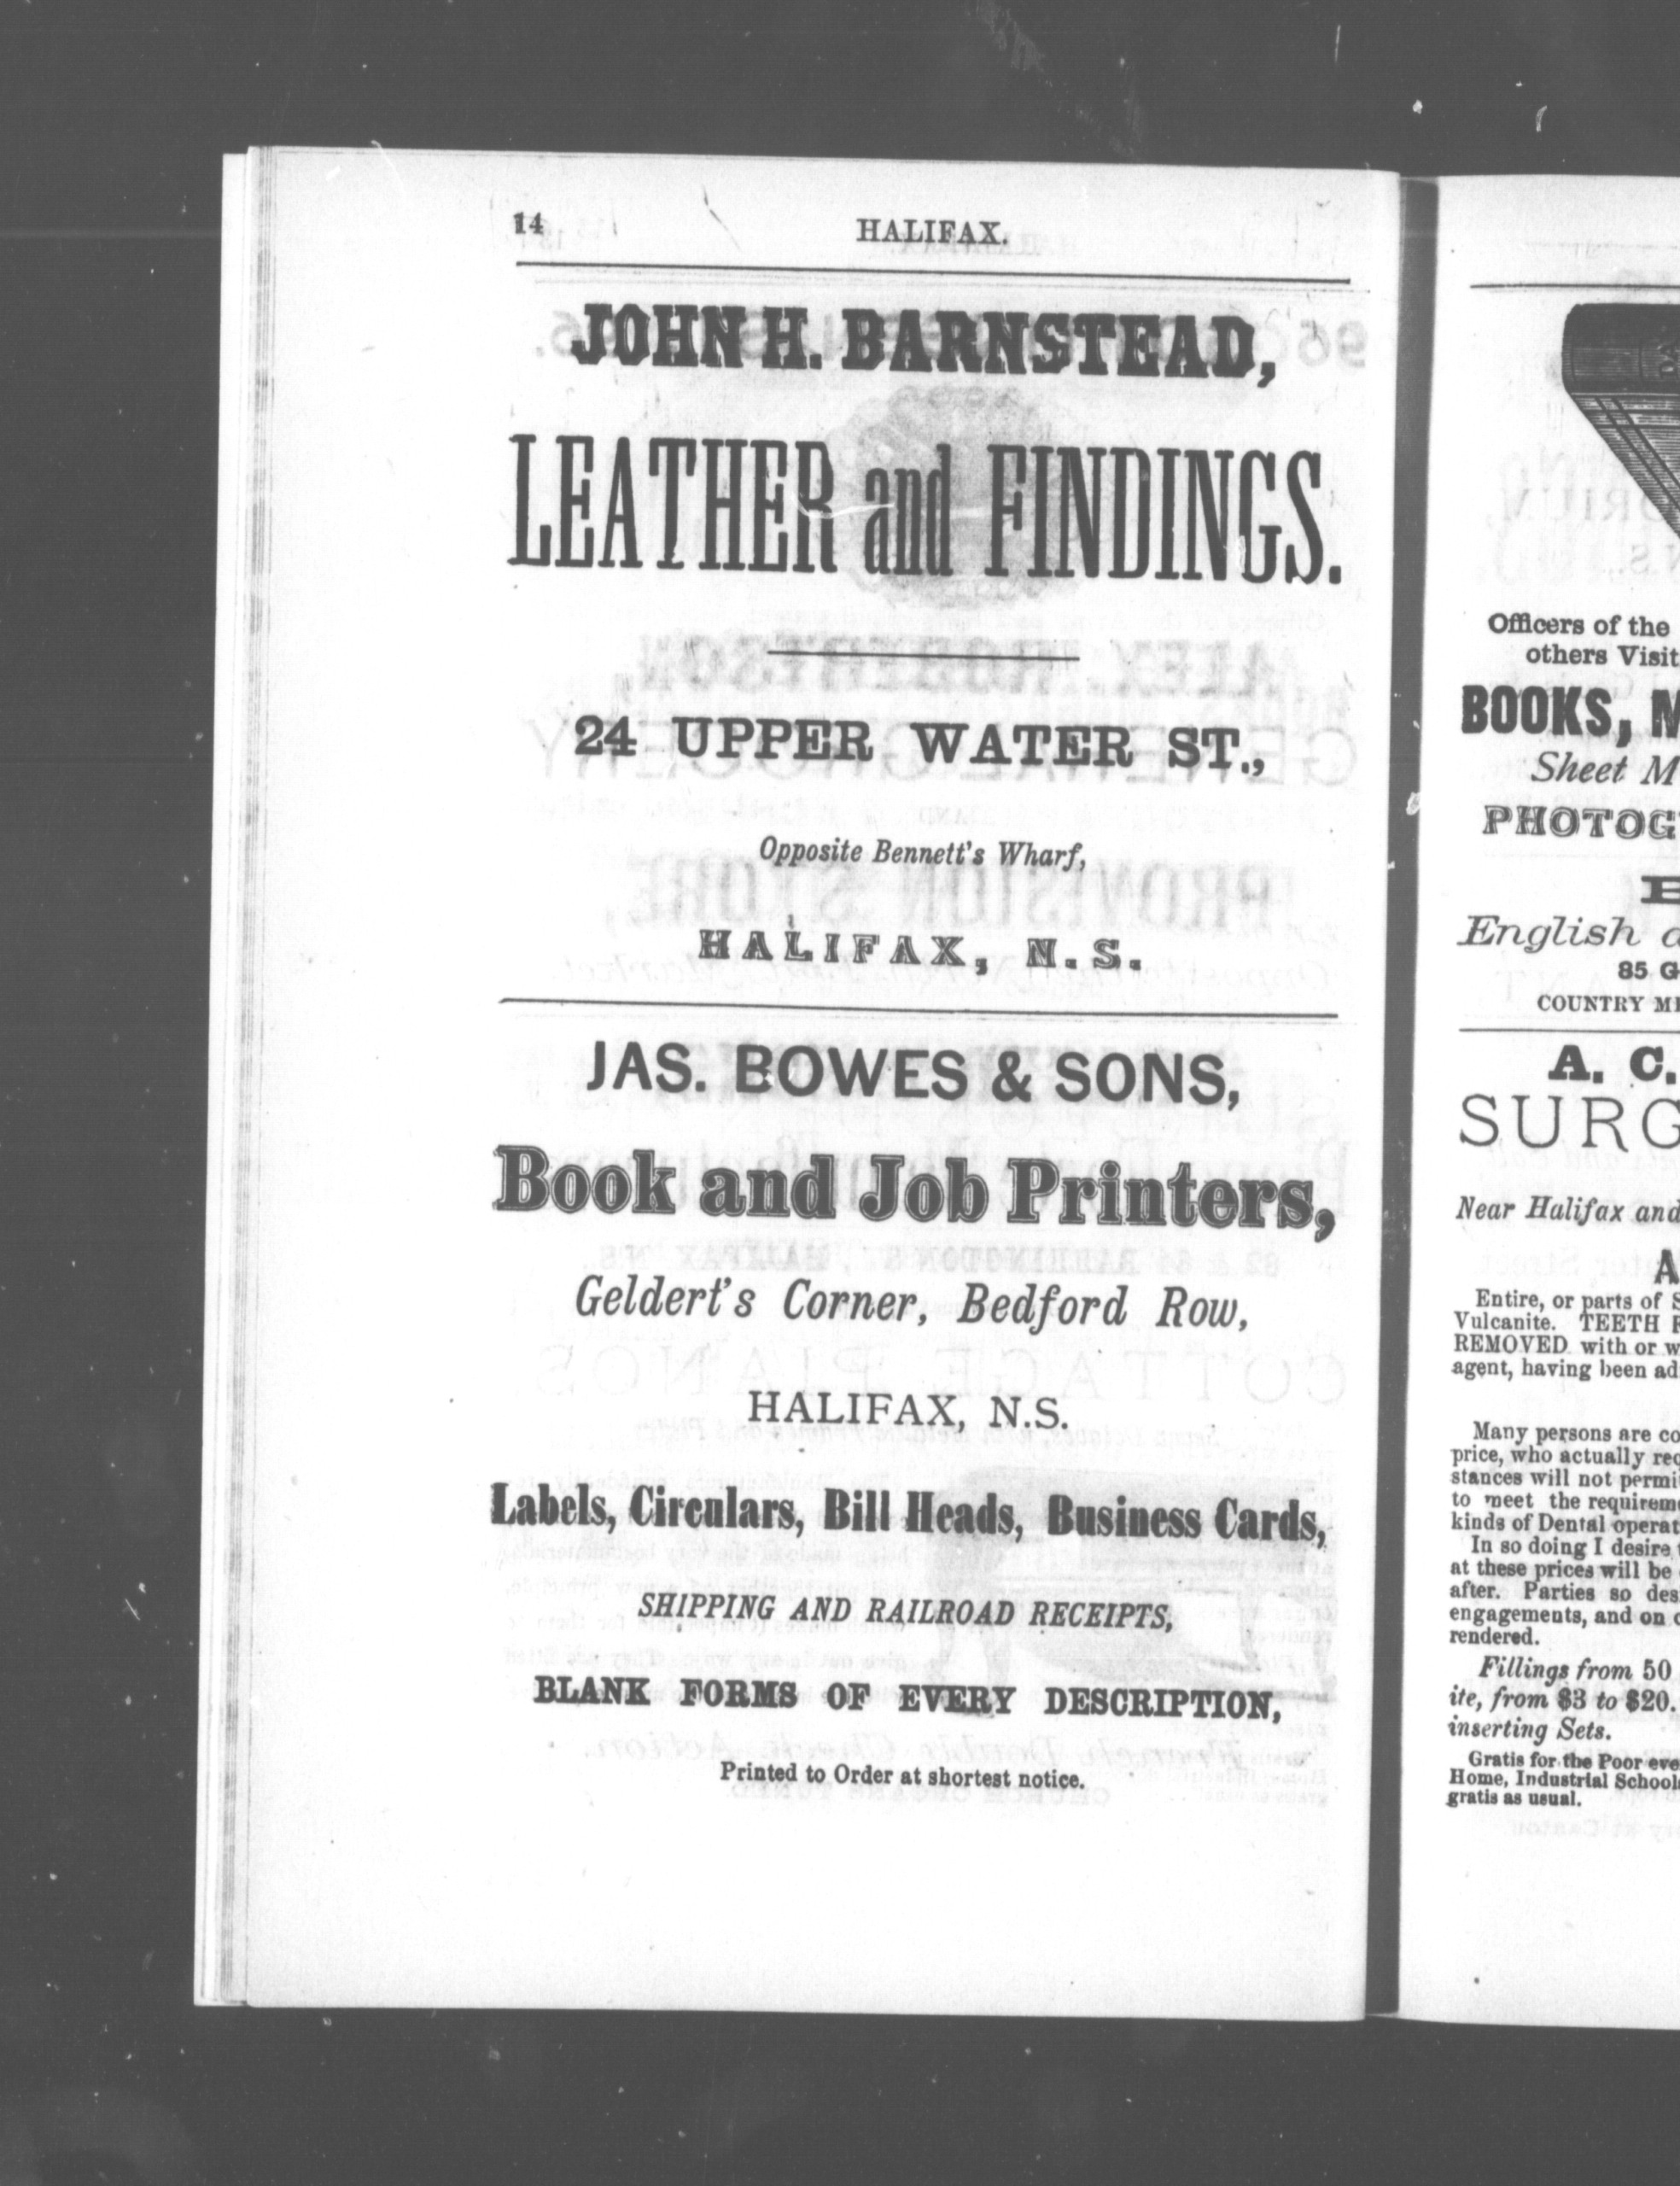 14
HALIFAX.
JOHN H. BARNSTEAD,
LEATHER and FINDINGS.
24 UPPER WATER ST.,
Opposite Bennett's Wharf,
HALIFAX, N.S.
JAS. BOWES & SONS,
Book and Job Printers,
Geldert's Corner, Bedford Row,
HALIFAX, N.S.
Labels, Circulars, Bill Heads, Business Cards,
SHIPPING AND RAILROAD RECEIPTS,
BLANK FORMS OF EVERY DESCRIPTION,
Printed to Order at shortest notice.
Officers of the
others Visit
BOOKS, M
Sheet M
PHOTOG
E
English a
85 G
COUNTRY ME
A. C.
SURG
Near Halifax and
A
Entire, or parts of S
Vulcanite. TEETH F
REMOVED with or w
agent, having been ad
Many persons are co
price, who actually req
stances will not permit
to meet the requireme
kinds of Dental operat
In so doing I desire t
at these prices will be
after. Parties so des
engagements, and on
rendered.
Fillings from 50
ite, from $3 to $20.
inserting Sets.
Gratis for the Poor eve
Home, Industrial School
gratis as usual.